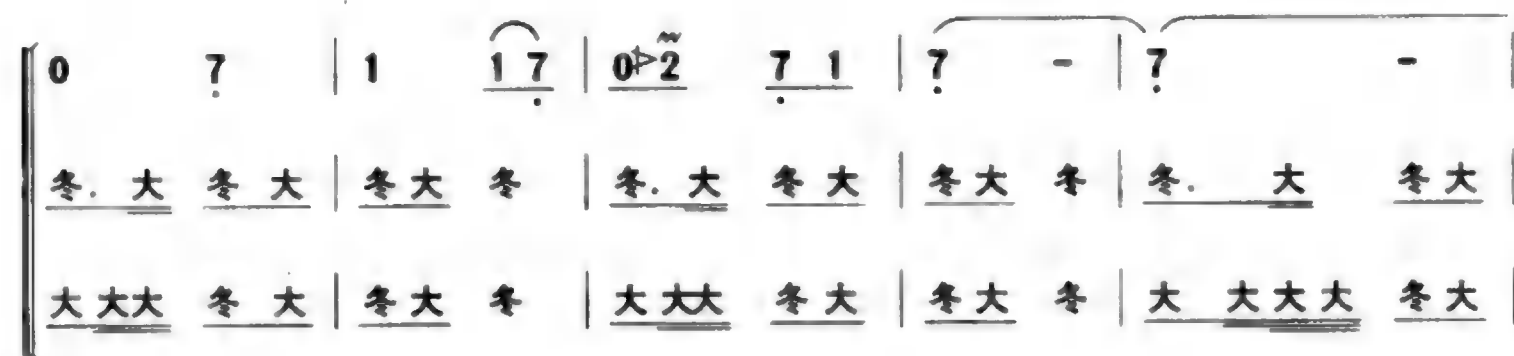 0 7 | 1 1 7 | 0 2 7 1 | 7 - | 7 - |
冬. 大 冬 大 | 冬 大 冬 | 冬. 大 冬 大 | 冬 大 冬 | 冬. 大 冬 大 |
大 大大 冬 大 | 冬 大 冬 | 大 大大 冬 大 | 冬 大 冬 | 大 大大大 冬 大 |